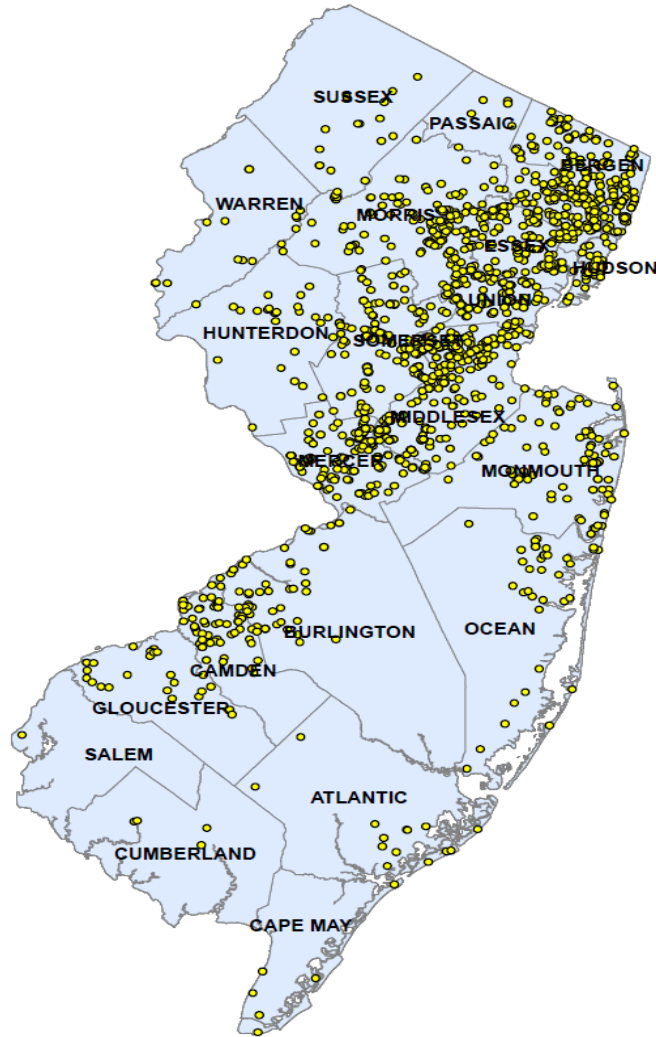 SUSSEX
PASSAIC
BERGEN
WARREN
MORRIS
ESSEX
HUDSON
UNION
HUNTERDON
SOMERSET
MIDDLESEX
MERCER
MONMOUTH
BURLINGTON
OCEAN
CAMDEN
GLOUCESTER
SALEM
ATLANTIC
CUMBERLAND
CAPE MAY